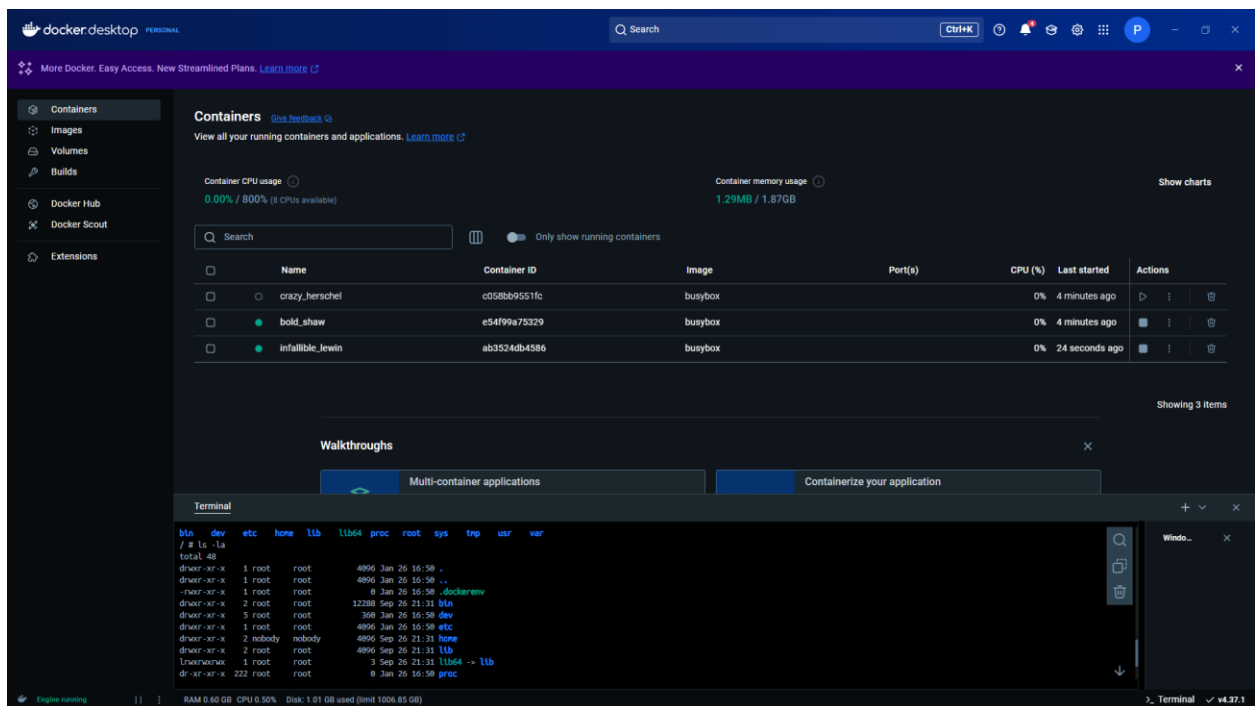 docker.desktop PERSONAL Search Ctrl+K 4 P
More Docker. Easy Access. New Streamlined Plans. Learn more
Containers
Images
Volumes
Builds
Docker Hub
Docker Scout
Extensions
Containers Give feedback
View all your running containers and applications. Learn more
Container CPU usage
0.00% / 800% (8 CPUs available)
Container memory usage
1.29MB / 1.87GB
Show charts
Search Only show running containers
Name Container ID Image Port(s) CPU (%) Last started Actions
crazy_herschel c058bb9551fc busybox 0% 4 minutes ago
bold_shaw e54f99a75329 busybox 0% 4 minutes ago
infallible_lewin ab3524db4586 busybox 0% 24 seconds ago
Showing 3 items
Walkthroughs
Multi-container applications Containerize your application
Terminal
Windo...
bin dev etc home lib lib64 proc root sys tmp usr var
/ # ls -la
total 48
drwxr-xr-x 1 root root 4096 Jan 26 16:50 .
drwxr-xr-x 1 root root 4096 Jan 26 16:50 ..
-rwxr-xr-x 1 root root 0 Jan 26 16:50 .dockerenv
drwxr-xr-x 2 root root 12288 Sep 26 21:31 bin
drwxr-xr-x 5 root root 360 Jan 26 16:50 dev
drwxr-xr-x 1 root root 4096 Jan 26 16:50 etc
drwxr-xr-x 2 nobody nobody 4096 Sep 26 21:31 home
drwxr-xr-x 2 root root 4096 Sep 26 21:31 lib
lrwxrwxrwx 1 root root 3 Sep 26 21:31 lib64 -> lib
dr-xr-xr-x 222 root root 0 Jan 26 16:50 proc
Engine running RAM 0.60 GB CPU 0.50% Disk: 1.01 GB used (limit 1006.85 GB) >_ Terminal v4.37.1